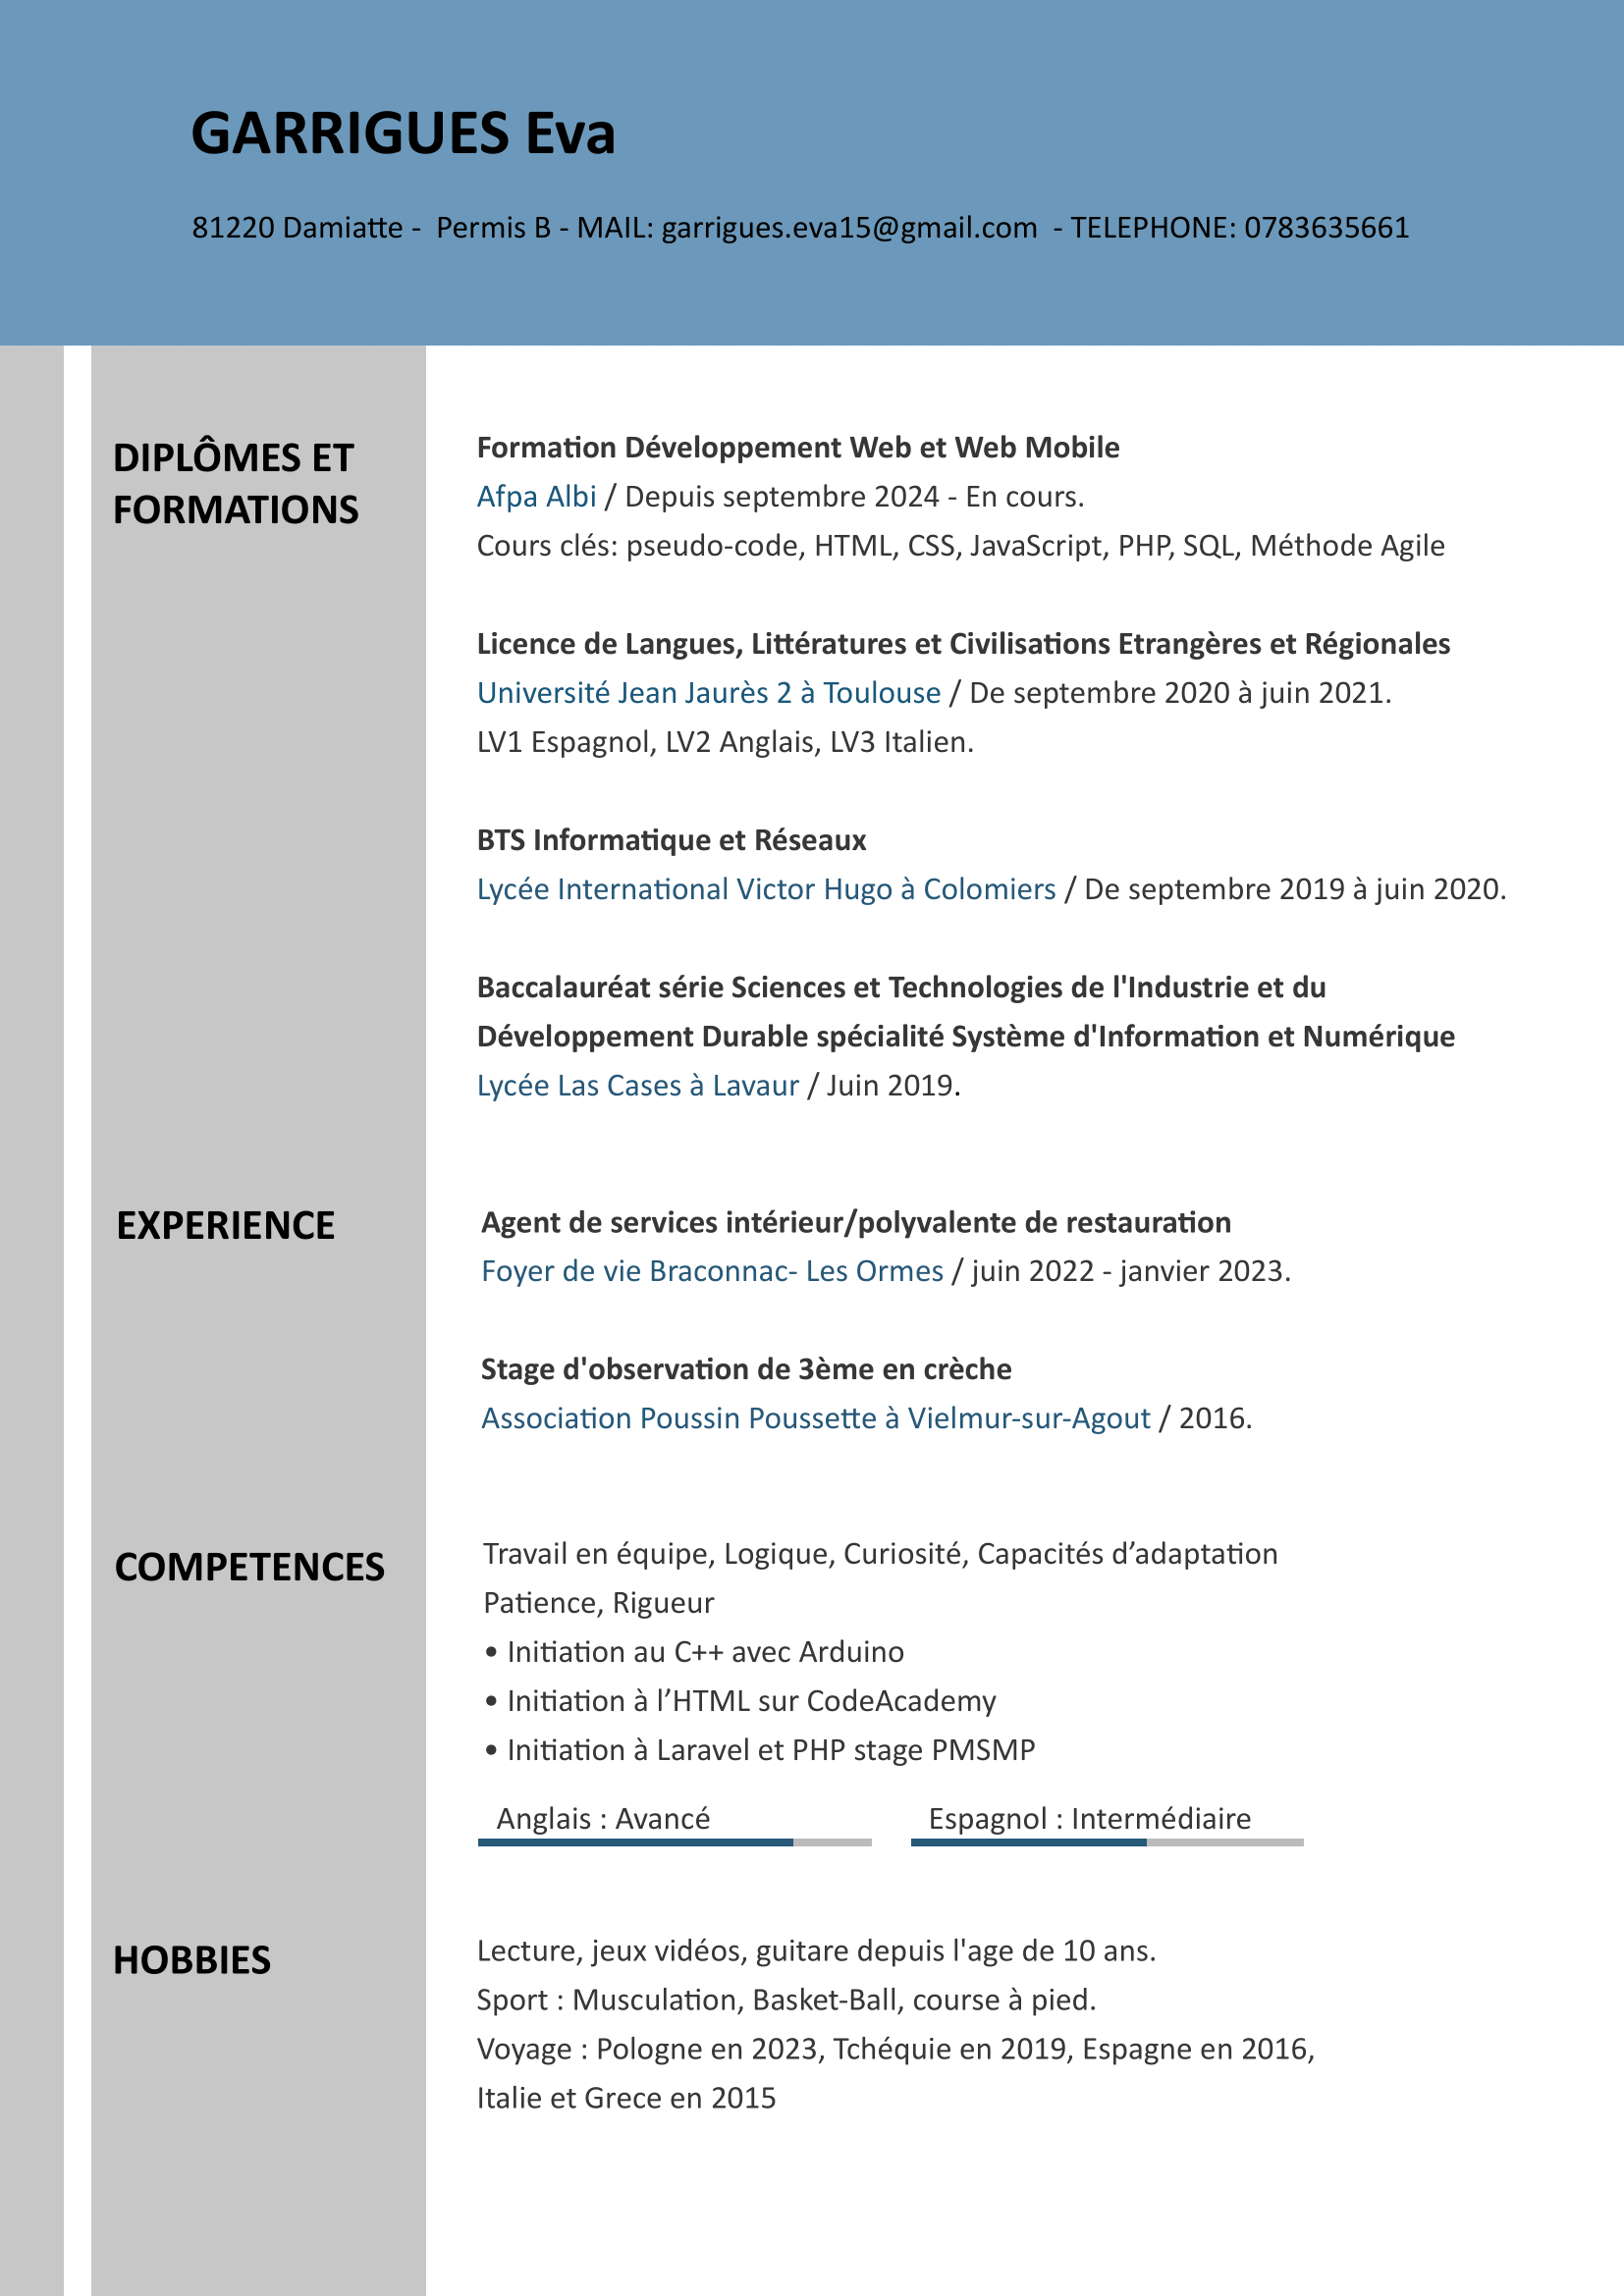 GARRIGUES Eva
81220 Damiatte -  Permis B - MAIL: garrigues.eva15@gmail.com  - TELEPHONE: 0783635661
DIPLÔMES ET
FORMATIONS
Formation Développement Web et Web Mobile
Afpa Albi / Depuis septembre 2024 - En cours.
Cours clés: pseudo-code, HTML, CSS, JavaScript, PHP, SQL, Méthode Agile
Licence de Langues, Littératures et Civilisations Etrangères et Régionales
Université Jean Jaurès 2 à Toulouse / De septembre 2020 à juin 2021.
LV1 Espagnol, LV2 Anglais, LV3 Italien.
BTS Informatique et Réseaux
Lycée International Victor Hugo à Colomiers / De septembre 2019 à juin 2020.
Baccalauréat série Sciences et Technologies de l'Industrie et du
Développement Durable spécialité Système d'Information et Numérique
Lycée Las Cases à Lavaur / Juin 2019.
EXPERIENCE
Agent de services intérieur/polyvalente de restauration
Foyer de vie Braconnac- Les Ormes / juin 2022 - janvier 2023.
Stage d'observation de 3ème en crèche
Association Poussin Poussette à Vielmur-sur-Agout / 2016.
COMPETENCES
Travail en équipe, Logique, Curiosité, Capacités d’adaptation
Patience, Rigueur
• Initiation au C++ avec Arduino
• Initiation à l’HTML sur CodeAcademy
• Initiation à Laravel et PHP stage PMSMP
Anglais : Avancé
Espagnol : Intermédiaire
HOBBIES
Lecture, jeux vidéos, guitare depuis l'age de 10 ans.
Sport : Musculation, Basket-Ball, course à pied.
Voyage : Pologne en 2023, Tchéquie en 2019, Espagne en 2016,
Italie et Grece en 2015